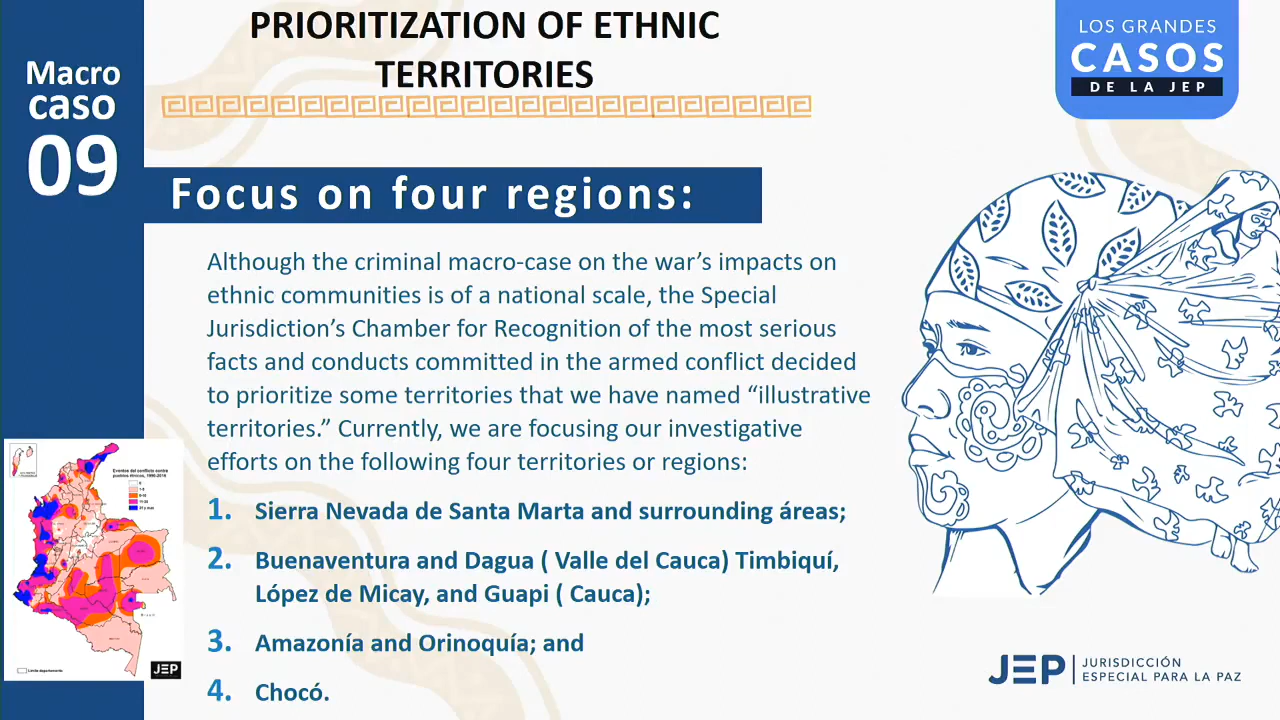 PRIORITIZATION OF ETHNIC
TERRITORIES
Macro
caso
09
LOS GRANDES
CASOS
DE LA JEP
Focus on four regions:
Although the criminal macro-case on the war’s impacts on
ethnic communities is of a national scale, the Special
Jurisdiction’s Chamber for Recognition of the most serious
facts and conducts committed in the armed conflict decided
to prioritize some territories that we have named “illustrative
territories.” Currently, we are focusing our investigative
efforts on the following four territories or regions:
1. Sierra Nevada de Santa Marta and surrounding áreas;
2. Buenaventura and Dagua ( Valle del Cauca) Timbiquí,
López de Micay, and Guapi ( Cauca);
3. Amazonía and Orinoquía; and
4. Chocó.
Eventos del conflicto contra
JEP
JEP JURISDICCIÓN
ESPECIAL PARA LA PAZ